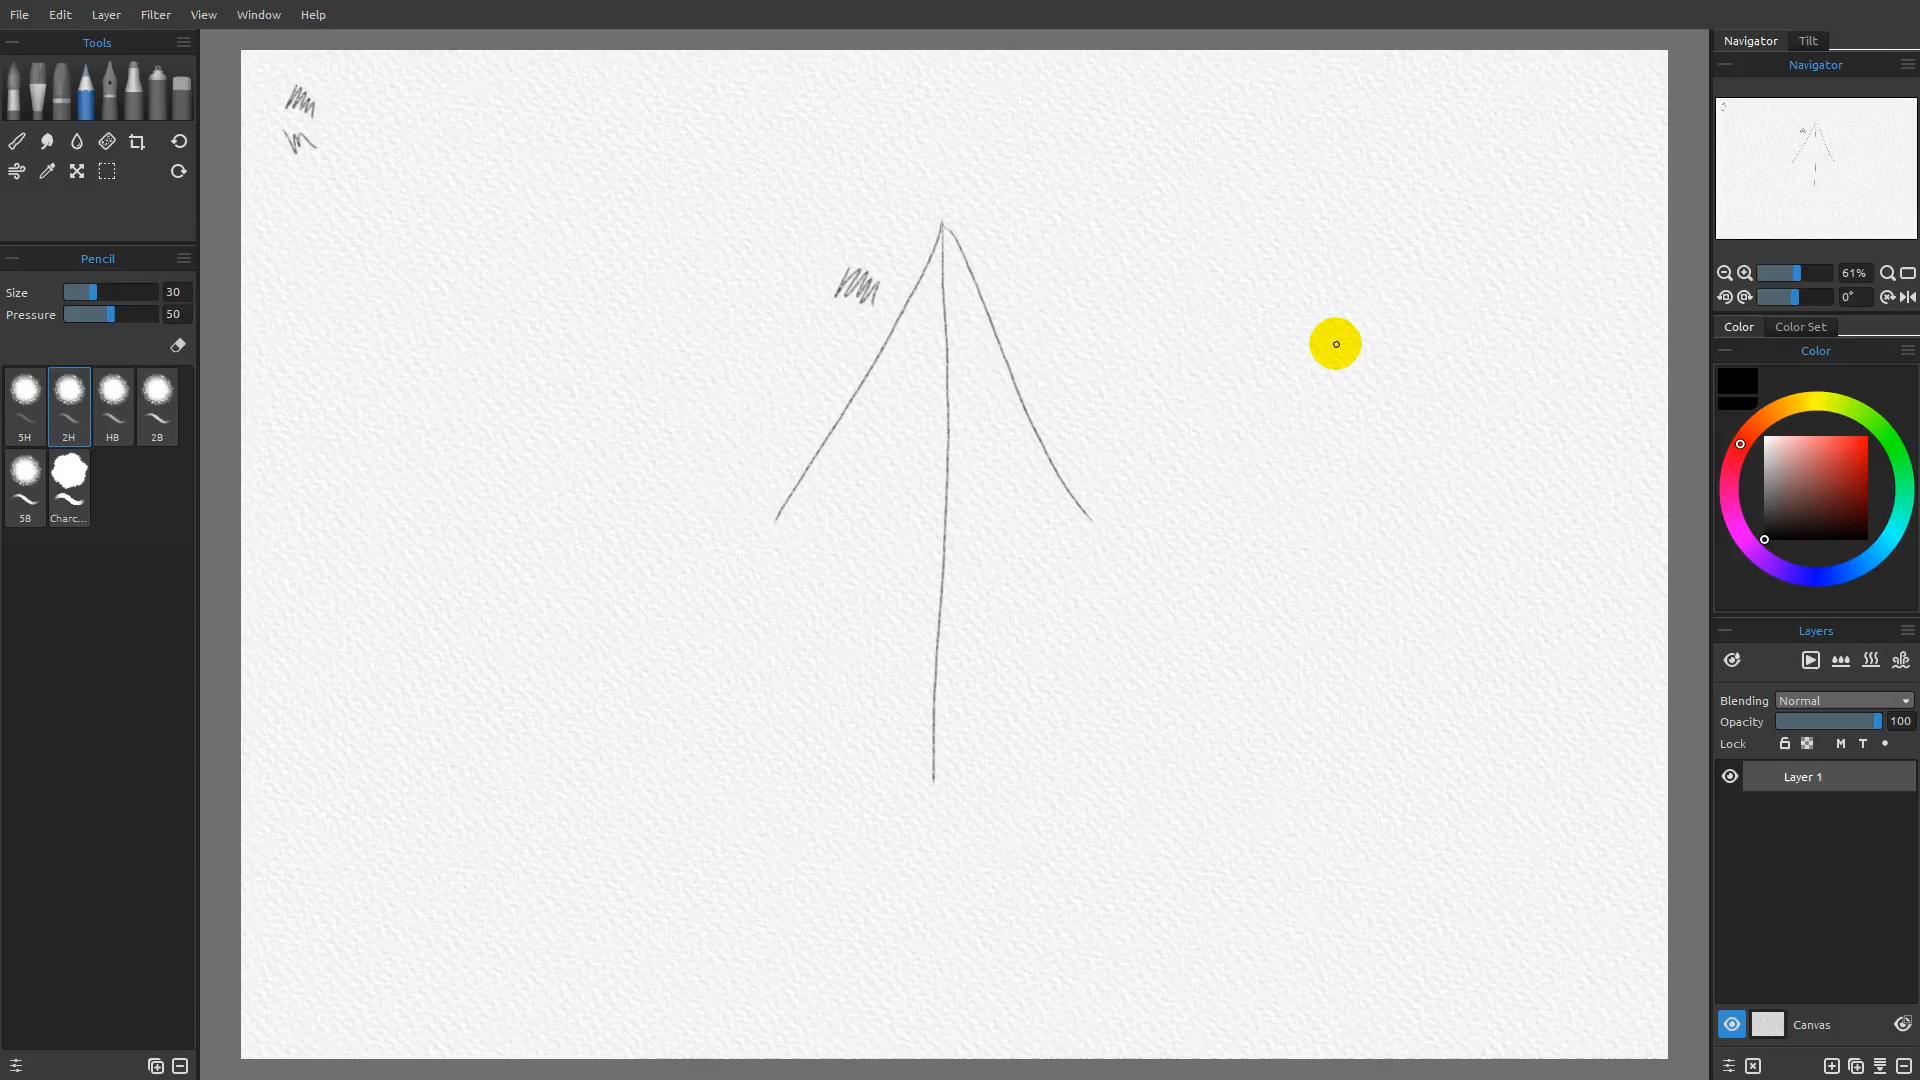 File Edit Layer Filter View Window Help
Tools
Pencil
Size 30
Pressure 50
5H 2H HB 2B
5B Charc...
Navigator Tilt
Navigator
61%
0°
Color Color Set
Color
Layers
Blending Normal
Opacity 100
Lock M T
Layer 1
Canvas